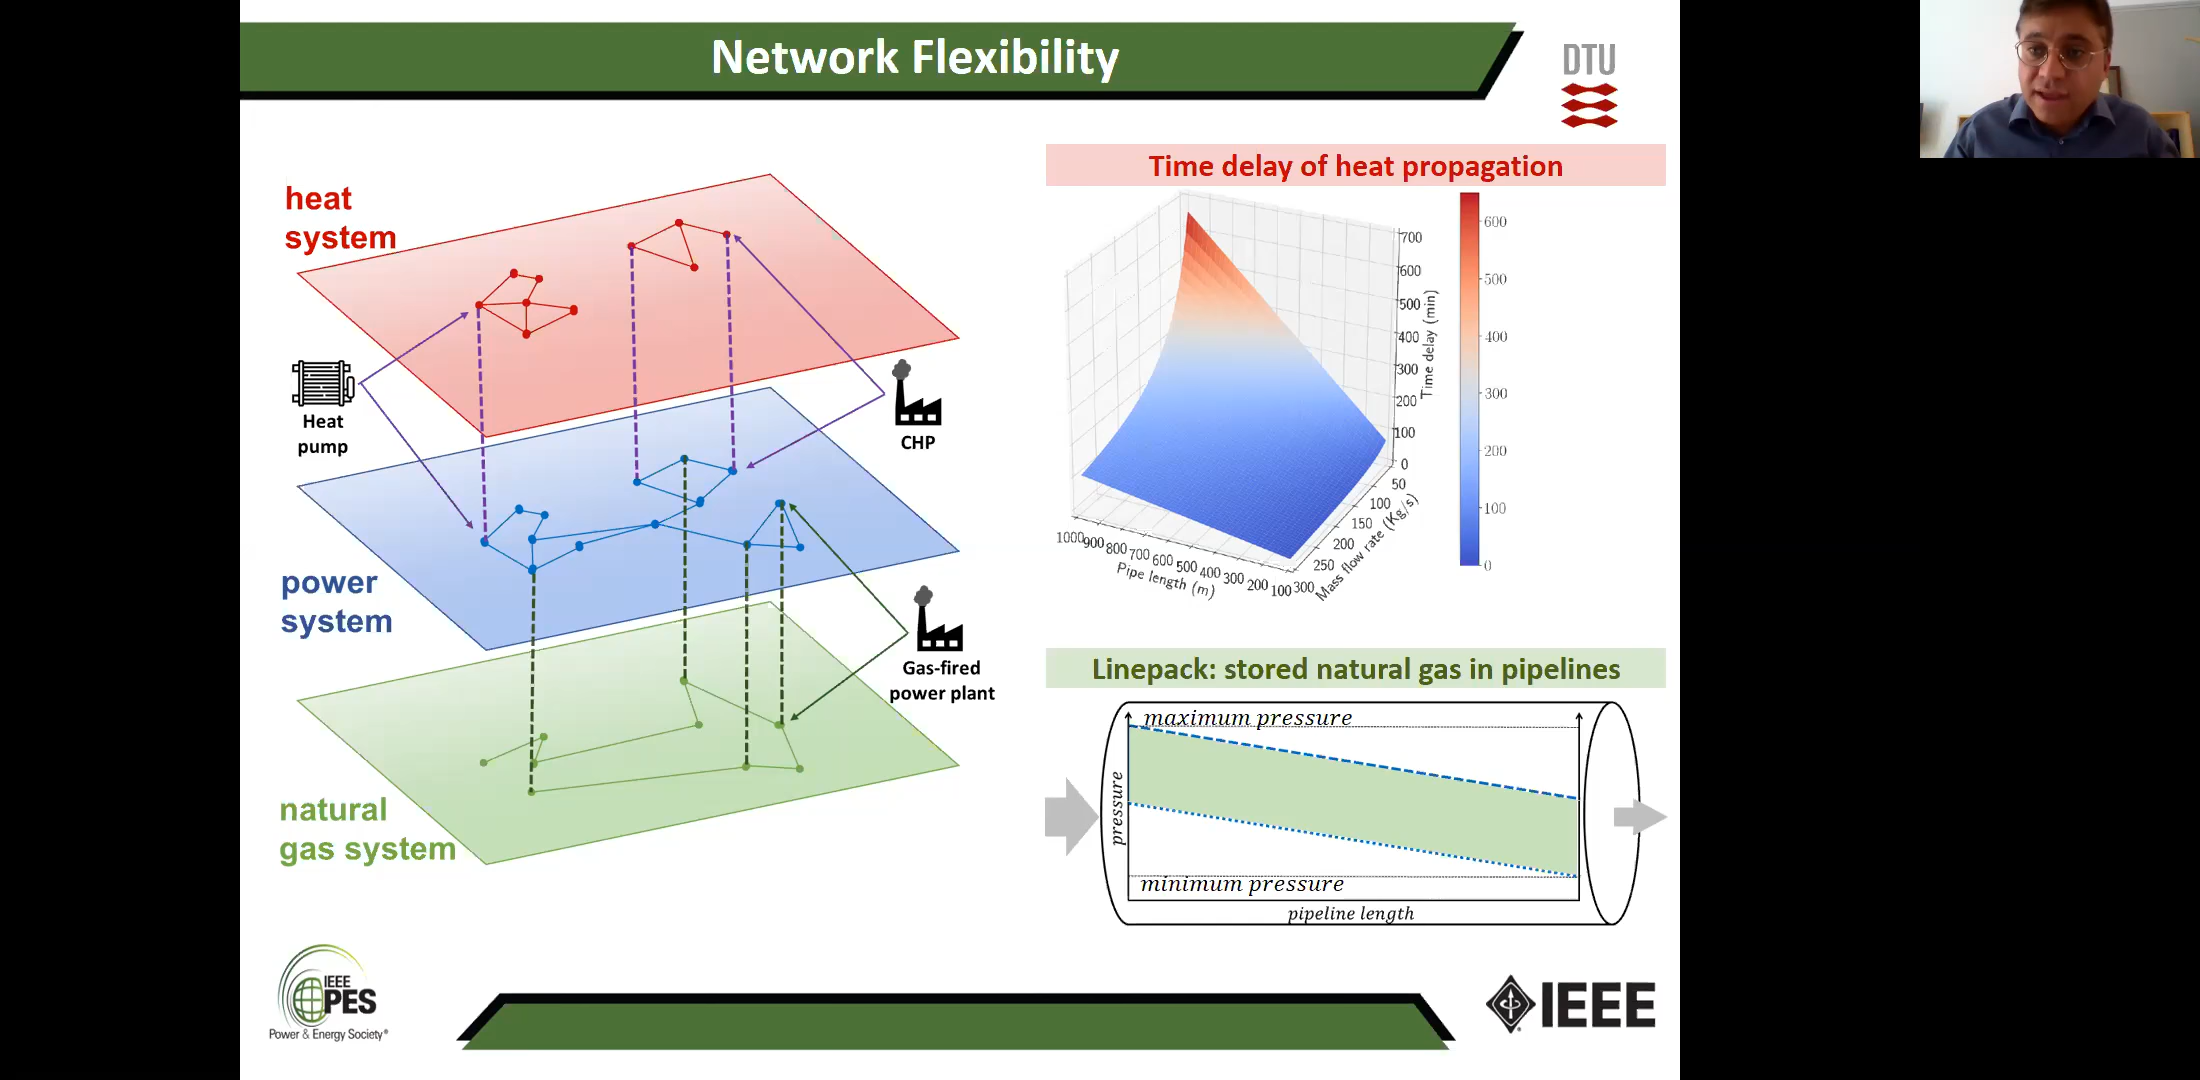 Network Flexibility
DTU
heat
system
Heat
pump
CHP
power
system
Gas-fired
power plant
natural
gas system
Time delay of heat propagation
700
600
500
400
300
200
100
0
Time delay (min)
50
100
150
200
250
300
Mass flow rate (Kg/s)
1000
900
800
700
600
500
400
300
200
100
Pipe length (m)
600
500
400
300
200
100
0
Linepack: stored natural gas in pipelines
maximum pressure
pressure
minimum pressure
pipeline length
IEEE
PES
Power & Energy Society®
IEEE